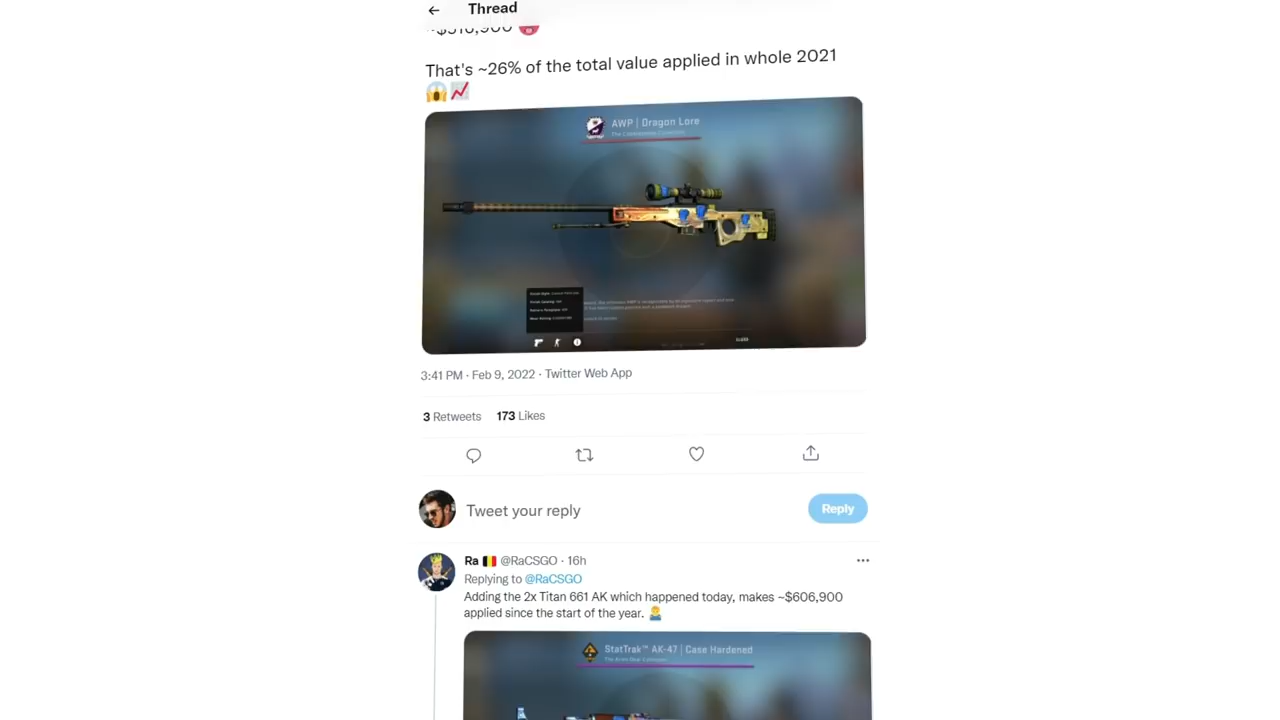 Thread
That's ~26% of the total value applied in whole 2021
AWP | Dragon Lore
3:41 PM · Feb 9, 2022 · Twitter Web App
3 Retweets 173 Likes
Tweet your reply
Reply
Ra @RaCSGO · 16h
Replying to @RaCSGO
Adding the 2x Titan 661 AK which happened today, makes ~$606,900
applied since the start of the year.
StatTrak™ AK-47 | Case Hardened